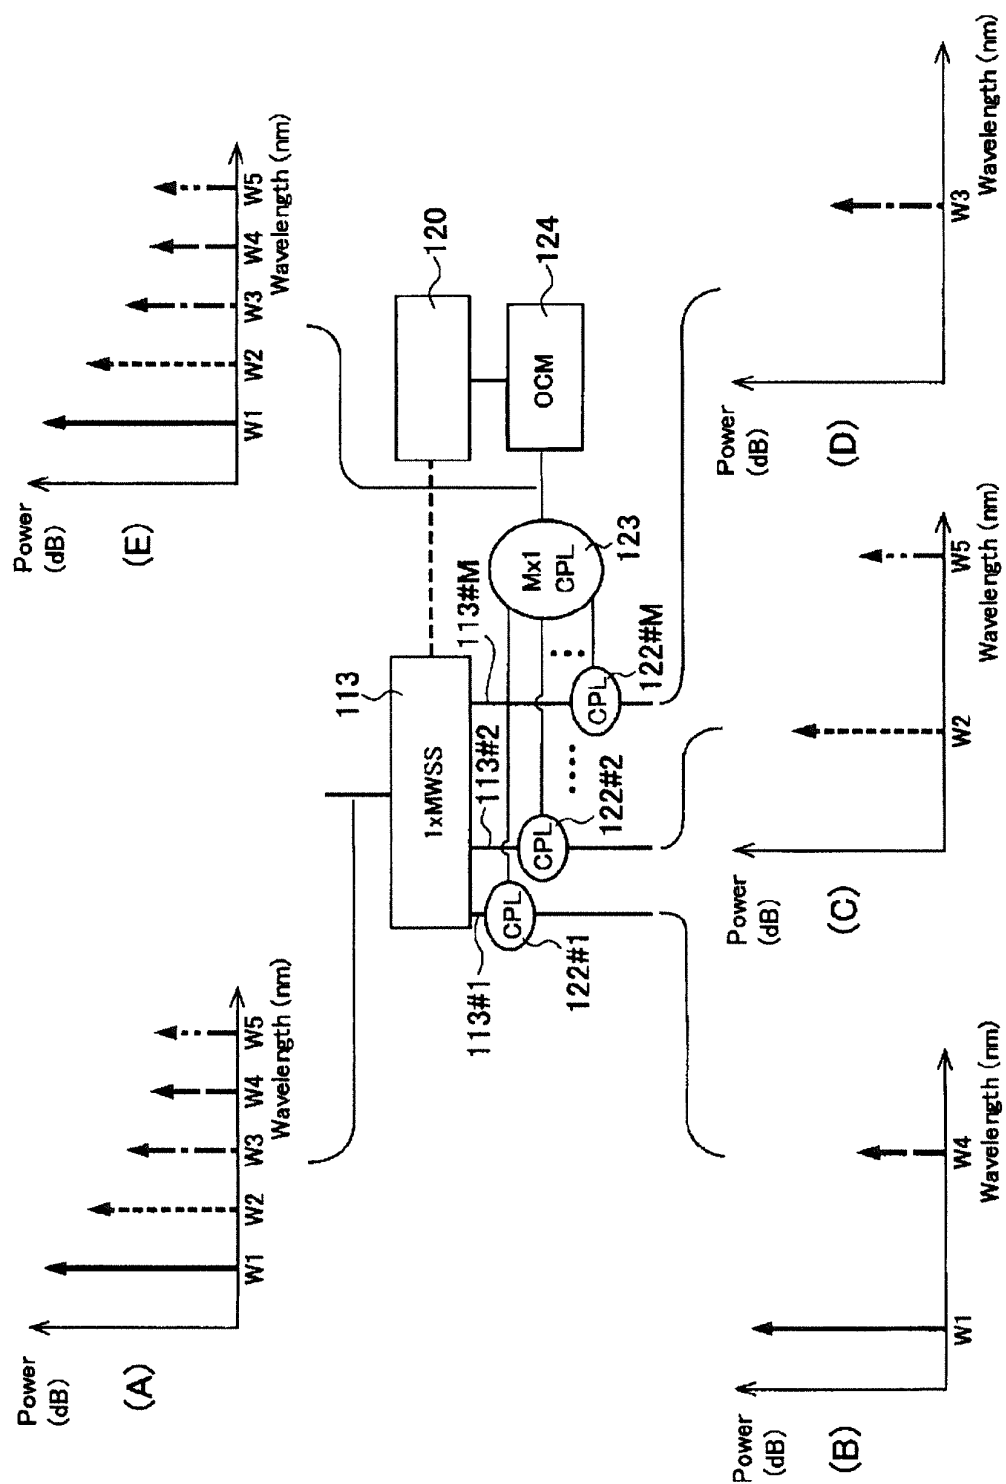 Power
(dB)
(A)
W1
W2
W3
W4
W5
Wavelength (nm)
Power
(dB)
(E)
W1
W2
W3
W4
W5
Wavelength (nm)
113
1xMWSS
120
113#1
113#2
113#M
CPL
122#1
CPL
122#2
CPL
122#M
Mx1
CPL
123
OCM
124
Power
(dB)
(B)
W1
W4
Wavelength (nm)
Power
(dB)
(C)
W2
W5
Wavelength (nm)
Power
(dB)
(D)
W3
Wavelength (nm)